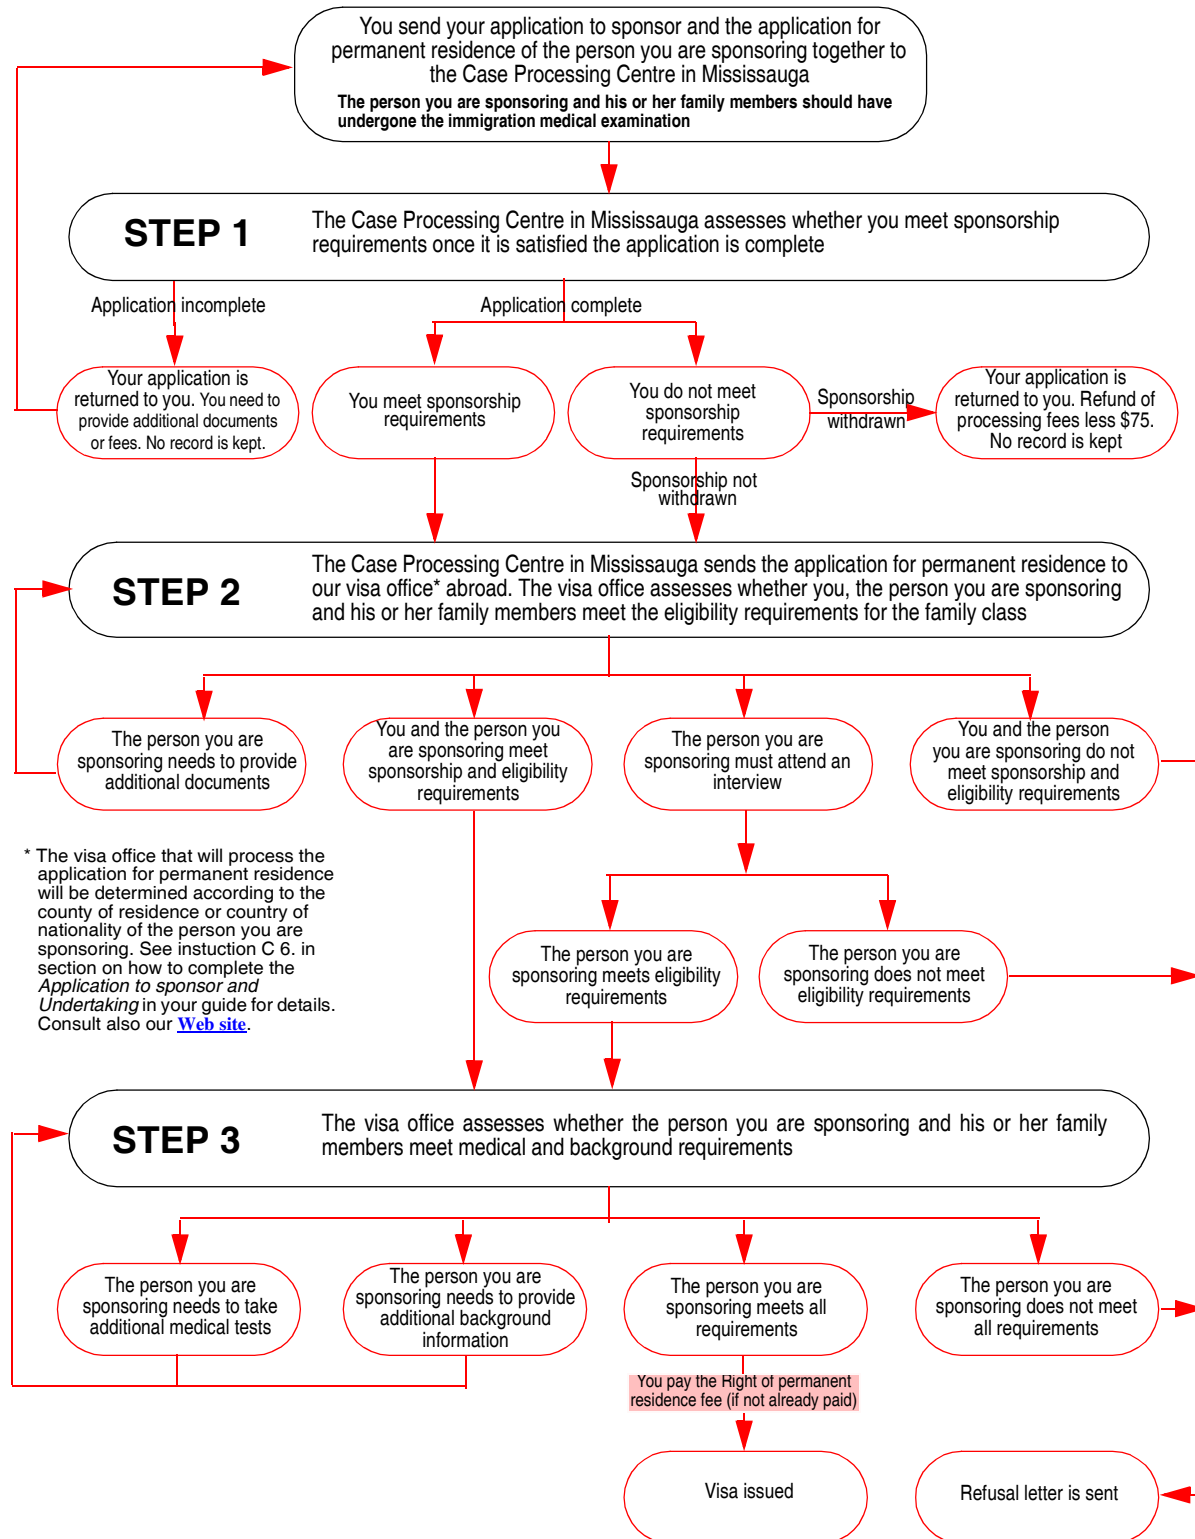 You send your application to sponsor and the application for
permanent residence of the person you are sponsoring together to
the Case Processing Centre in Mississauga
The person you are sponsoring and his or her family members should have
undergone the immigration medical examination
STEP 1
The Case Processing Centre in Mississauga assesses whether you meet sponsorship
requirements once it is satisfied the application is complete
Application incomplete
Application complete
Your application is
returned to you. You need to
provide additional documents
or fees. No record is kept.
You meet sponsorship
requirements
You do not meet
sponsorship
requirements
Sponsorship
withdrawn
Your application is
returned to you. Refund of
processing fees less $75.
No record is kept
Sponsorship not
withdrawn
STEP 2
The Case Processing Centre in Mississauga sends the application for permanent residence to
our visa office* abroad. The visa office assesses whether you, the person you are sponsoring
and his or her family members meet the eligibility requirements for the family class
The person you are
sponsoring needs to provide
additional documents
You and the person you
are sponsoring meet
sponsorship and eligibility
requirements
The person you are
sponsoring must attend an
interview
You and the person
you are sponsoring do not
meet sponsorship and
eligibility requirements
* The visa office that will process the
application for permanent residence
will be determined according to the
county of residence or country of
nationality of the person you are
sponsoring. See instuction C 6. in
section on how to complete the
Application to sponsor and
Undertaking in your guide for details.
Consult also our Web site.
The person you are
sponsoring meets eligibility
requirements
The person you are
sponsoring does not meet
eligibility requirements
STEP 3
The visa office assesses whether the person you are sponsoring and his or her family
members meet medical and background requirements
The person you are
sponsoring needs to take
additional medical tests
The person you are
sponsoring needs to provide
additional background
information
The person you are
sponsoring meets all
requirements
The person you are
sponsoring does not meet
all requirements
You pay the Right of permanent
residence fee (if not already paid)
Visa issued
Refusal letter is sent